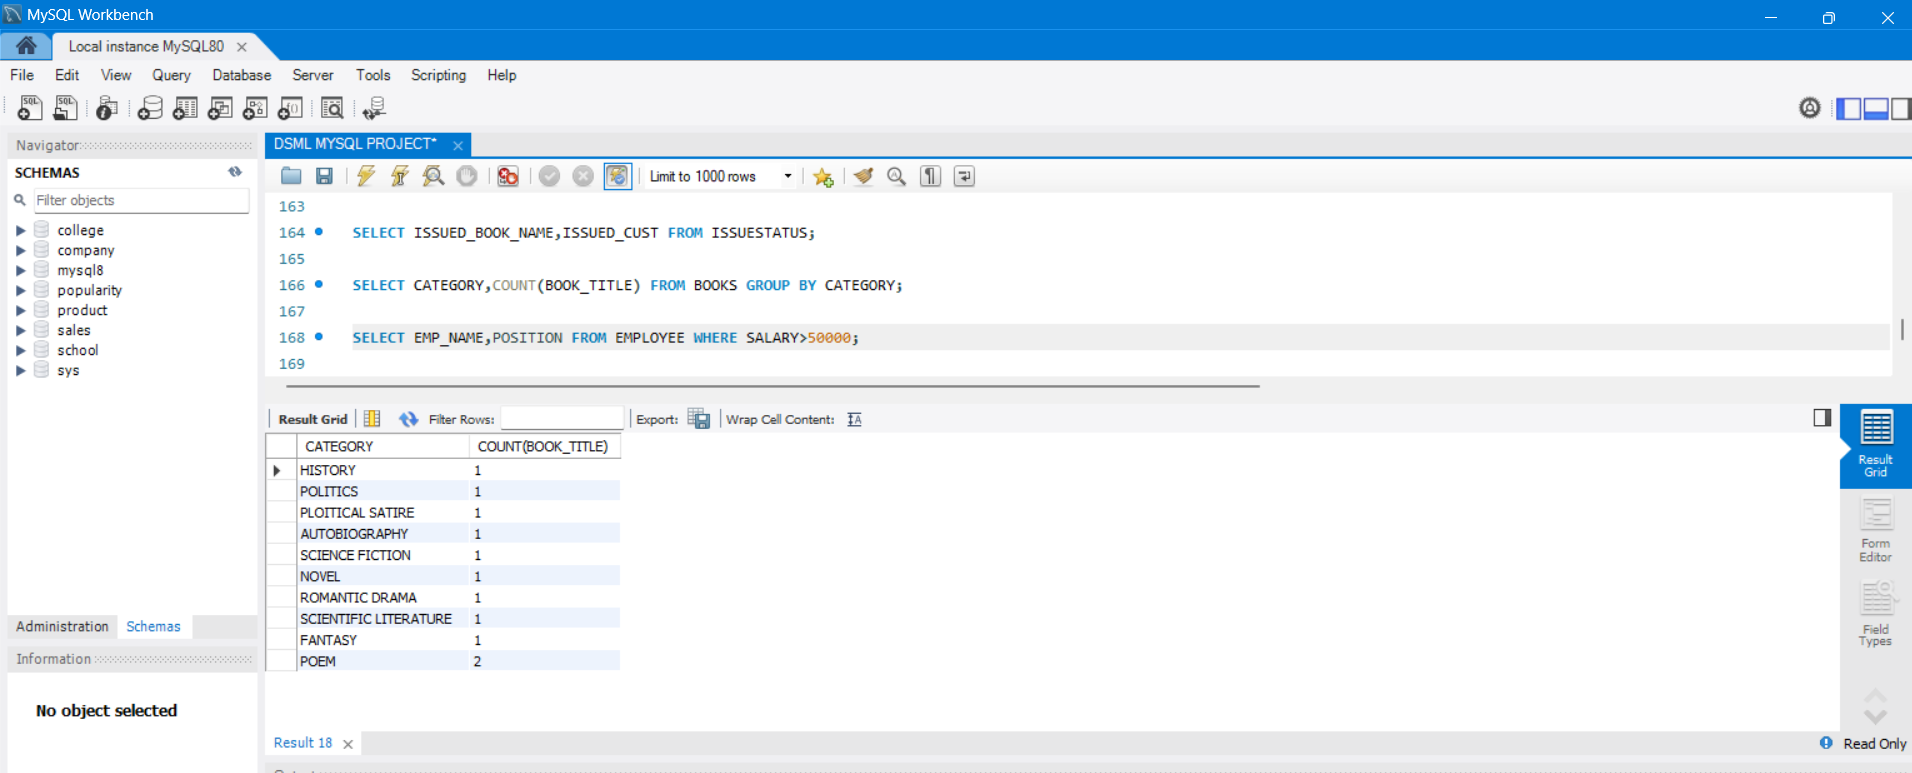 MySQL Workbench
Local instance MySQL80
File Edit View Query Database Server Tools Scripting Help
Navigator
SCHEMAS
Filter objects
college
company
mysql8
popularity
product
sales
school
sys
Administration Schemas
Information
No object selected
DSML MYSQL PROJECT*
Limit to 1000 rows
163
164 SELECT ISSUED_BOOK_NAME,ISSUED_CUST FROM ISSUESTATUS;
165
166 SELECT CATEGORY,COUNT(BOOK_TITLE) FROM BOOKS GROUP BY CATEGORY;
167
168 SELECT EMP_NAME,POSITION FROM EMPLOYEE WHERE SALARY>50000;
169
Result Grid Filter Rows: Export: Wrap Cell Content:
CATEGORY COUNT(BOOK_TITLE)
HISTORY 1
POLITICS 1
PLOITICAL SATIRE 1
AUTOBIOGRAPHY 1
SCIENCE FICTION 1
NOVEL 1
ROMANTIC DRAMA 1
SCIENTIFIC LITERATURE 1
FANTASY 1
POEM 2
Result
Grid
Form
Editor
Field
Types
Result 18
Read Only